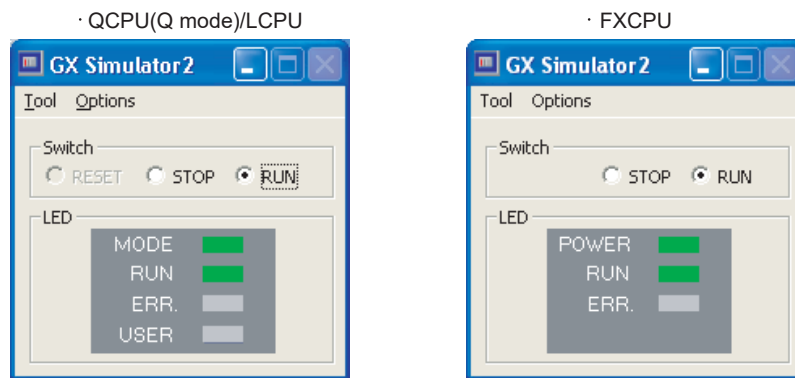 · QCPU(Q mode)/LCPU
GX Simulator2
Tool Options
Switch
RESET STOP RUN
LED
MODE
RUN
ERR.
USER
· FXCPU
GX Simulator2
Tool Options
Switch
STOP RUN
LED
POWER
RUN
ERR.